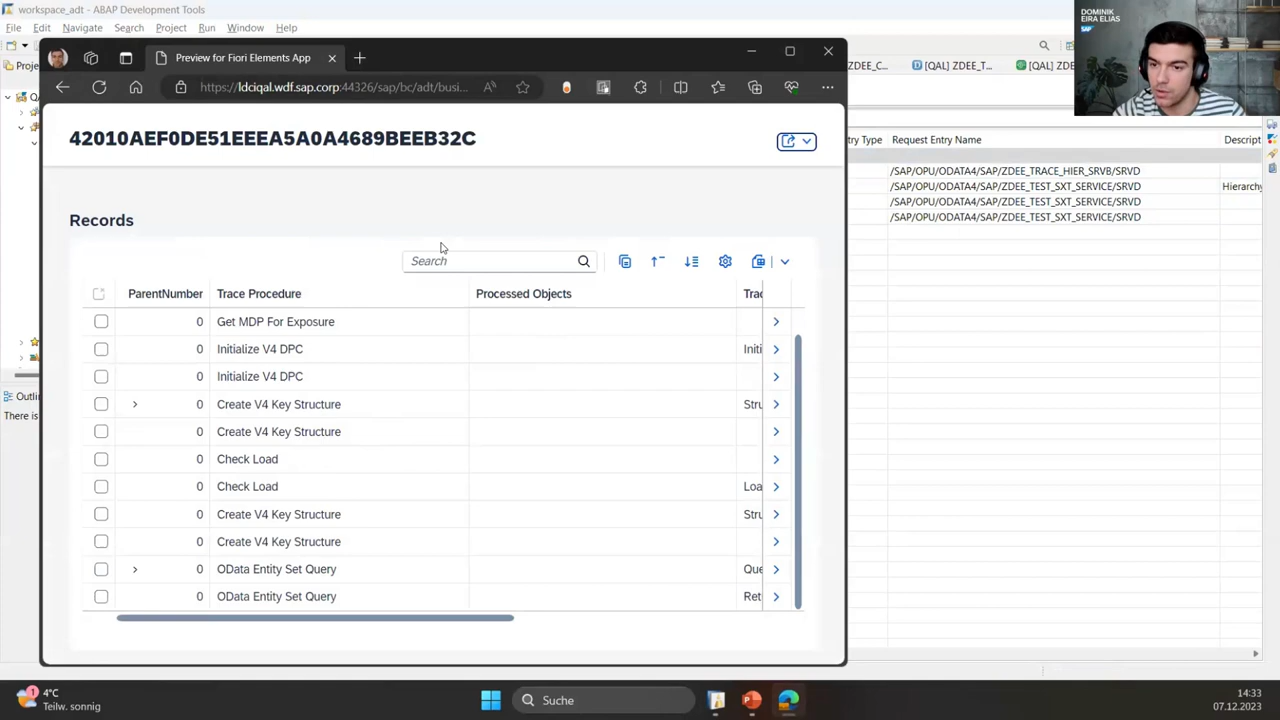 workspace_adt - ABAP Development Tools
File Edit Navigate Search Project Run Window Help
DOMINIK
EIRA ELIAS
SAP
Preview for Fiori Elements App
ZDEE_C...
[QAL] ZDEE_T...
[QAL] ZDEE_...
https://ldciqal.wdf.sap.corp:44326/sap/bc/adt/busi...
42010AEF0DE51EEEA5A0A4689BEEB32C
Request Entry Name
Descript
/SAP/OPU/ODATA4/SAP/ZDEE_TRACE_HIER_SRVB/SRVD
/SAP/OPU/ODATA4/SAP/ZDEE_TEST_SXT_SERVICE/SRVD
Hierarchy
/SAP/OPU/ODATA4/SAP/ZDEE_TEST_SXT_SERVICE/SRVD
/SAP/OPU/ODATA4/SAP/ZDEE_TEST_SXT_SERVICE/SRVD
Records
Search
ParentNumber Trace Procedure Processed Objects Trac
0 Get MDP For Exposure
0 Initialize V4 DPC Initi
0 Initialize V4 DPC
0 Create V4 Key Structure Stru
0 Create V4 Key Structure
0 Check Load
0 Check Load Loa
0 Create V4 Key Structure Stru
0 Create V4 Key Structure
0 OData Entity Set Query Que
0 OData Entity Set Query Ret
Outlin
There is
1
4°C
Teilw. sonnig
Suche
14:33
07.12.2023